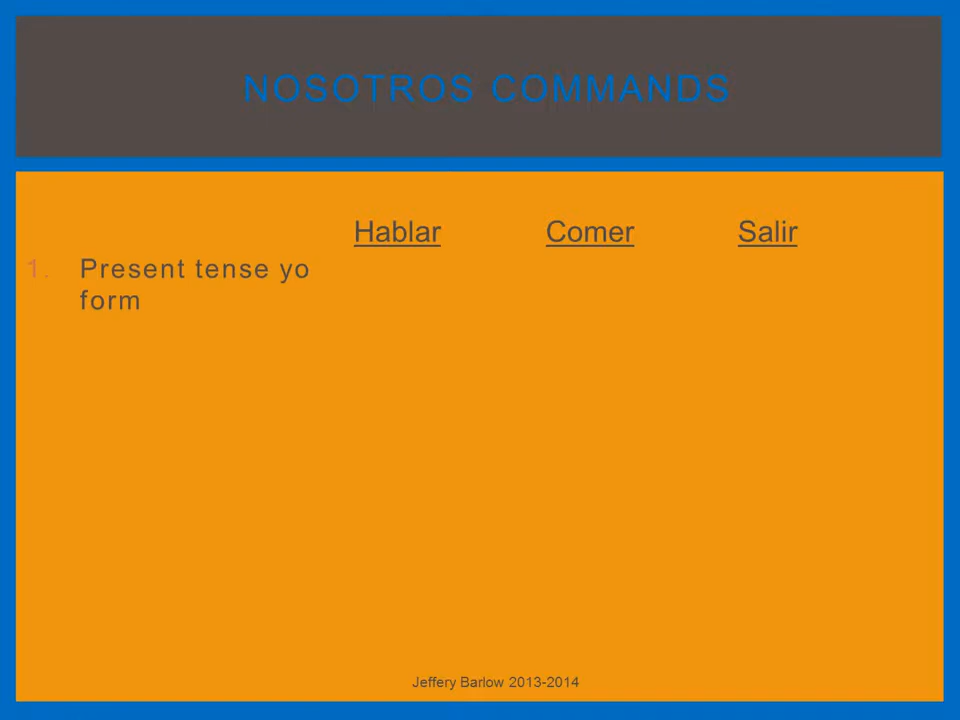 NOSOTROS COMMANDS
Hablar Comer Salir
1. Present tense yo
form
Jeffery Barlow 2013-2014